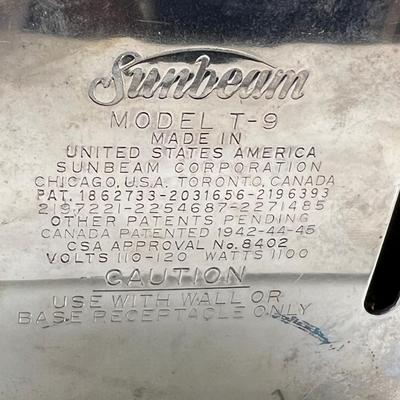 Sunbeam
MODEL T-9
MADE IN
UNITED STATES AMERICA
SUNBEAM CORPORATION
CHICAGO, U.S.A. TORONTO, CANADA
PAT. 1862733-2031656-2196393
2197221-2254687-2271485
OTHER PATENTS PENDING
CANADA PATENTED 1942-44-45
CSA APPROVAL No. 8402
VOLTS 110-120 WATTS 1100
CAUTION
USE WITH WALL OR
BASE RECEPTACLE ONLY